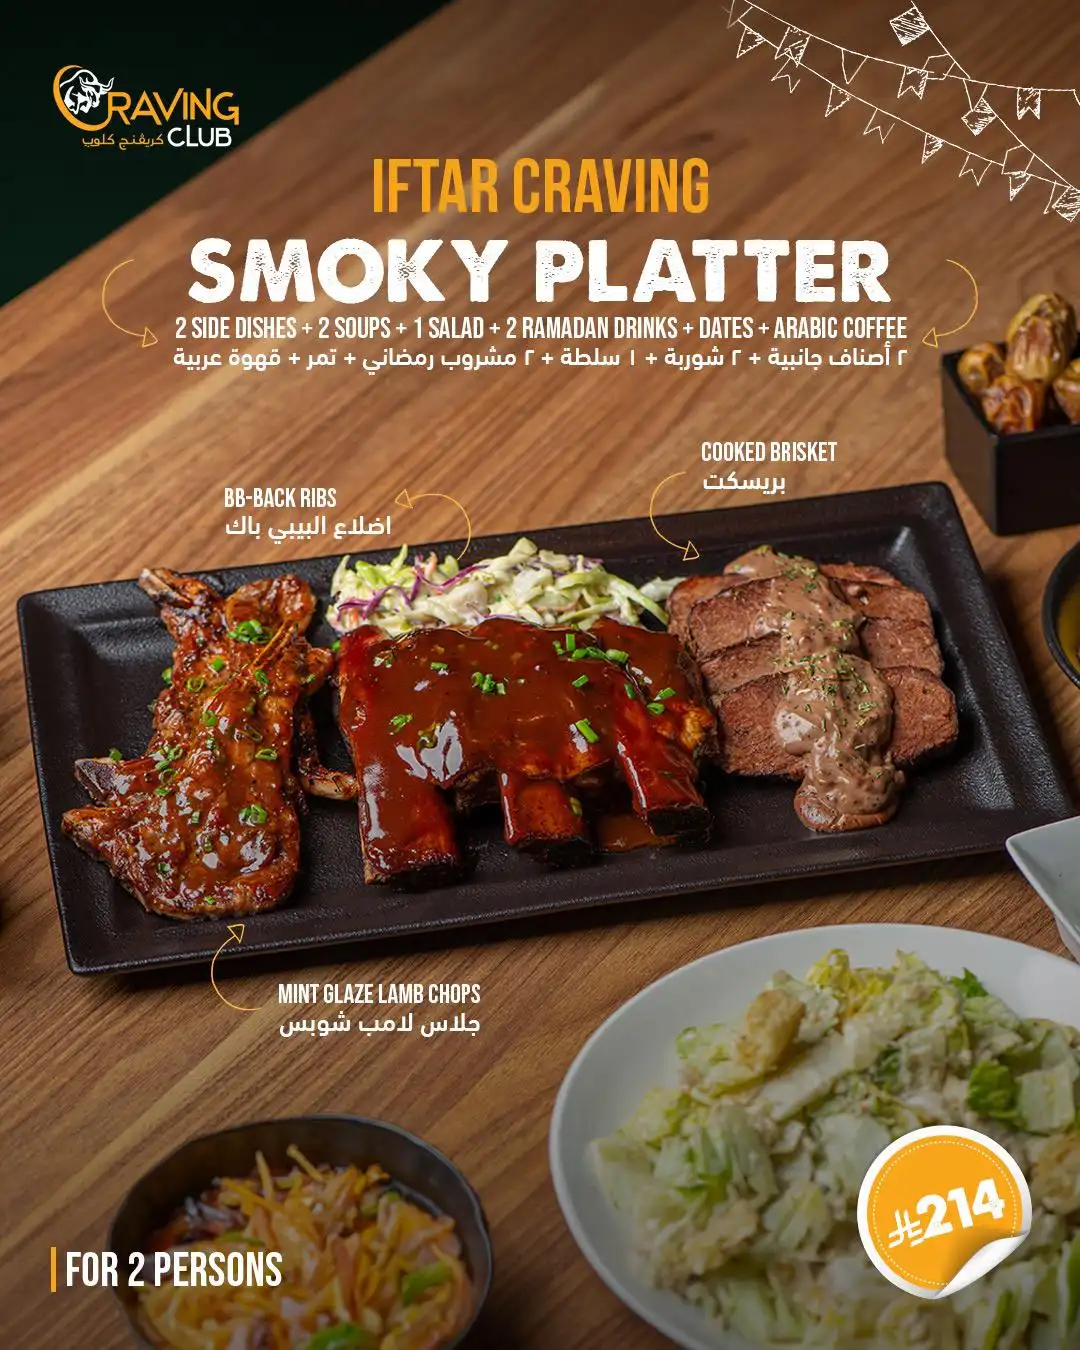 CRAVING
كريڤنج كلوب CLUB
IFTAR CRAVING
SMOKY PLATTER
2 SIDE DISHES + 2 SOUPS + 1 SALAD + 2 RAMADAN DRINKS + DATES + ARABIC COFFEE
٢ أصناف جانبية + ٢ شوربة + ١ سلطة + ٢ مشروب رمضاني + تمر + قهوة عربية
COOKED BRISKET
بريسكت
BB-BACK RIBS
اضلاع البيبي باك
MINT GLAZE LAMB CHOPS
جلاس لامب شوبس
⃁214
FOR 2 PERSONS